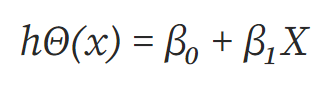 hΘ(x) = β₀ + β₁X